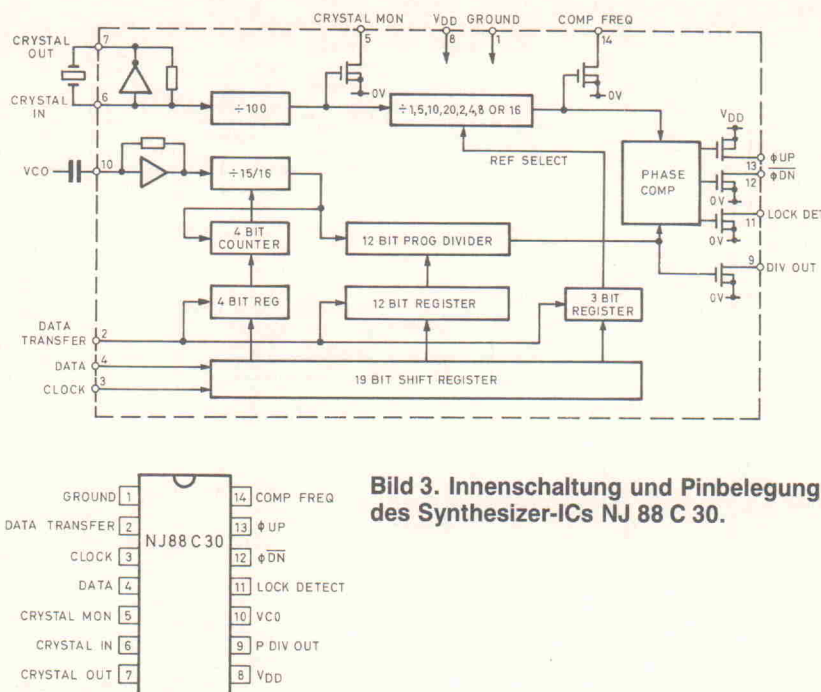 CRYSTAL MON
VDD GROUND
COMP FREQ
CRYSTAL OUT
7
5
8
1
14
0V
0V
CRYSTAL IN
6
÷100
÷1,5,10,20,2,4,8 OR 16
REF SELECT
VDD
VCO
10
÷15/16
PHASE COMP
13
ϕUP
12
ϕD̅N̅
0V
LOCK DET
11
0V
4 BIT COUNTER
12 BIT PROG DIVIDER
9
DIV OUT
0V
4 BIT REG
12 BIT REGISTER
3 BIT REGISTER
DATA TRANSFER
2
DATA
4
CLOCK
3
19 BIT SHIFT REGISTER
Bild 3. Innenschaltung und Pinbelegung
des Synthesizer-ICs NJ 88 C 30.
NJ88 C 30
GROUND 1
DATA TRANSFER 2
CLOCK 3
DATA 4
CRYSTAL MON 5
CRYSTAL IN 6
CRYSTAL OUT 7
14 COMP FREQ
13 ϕ UP
12 ϕ D̅N̅
11 LOCK DETECT
10 VCO
9 P DIV OUT
8 VDD